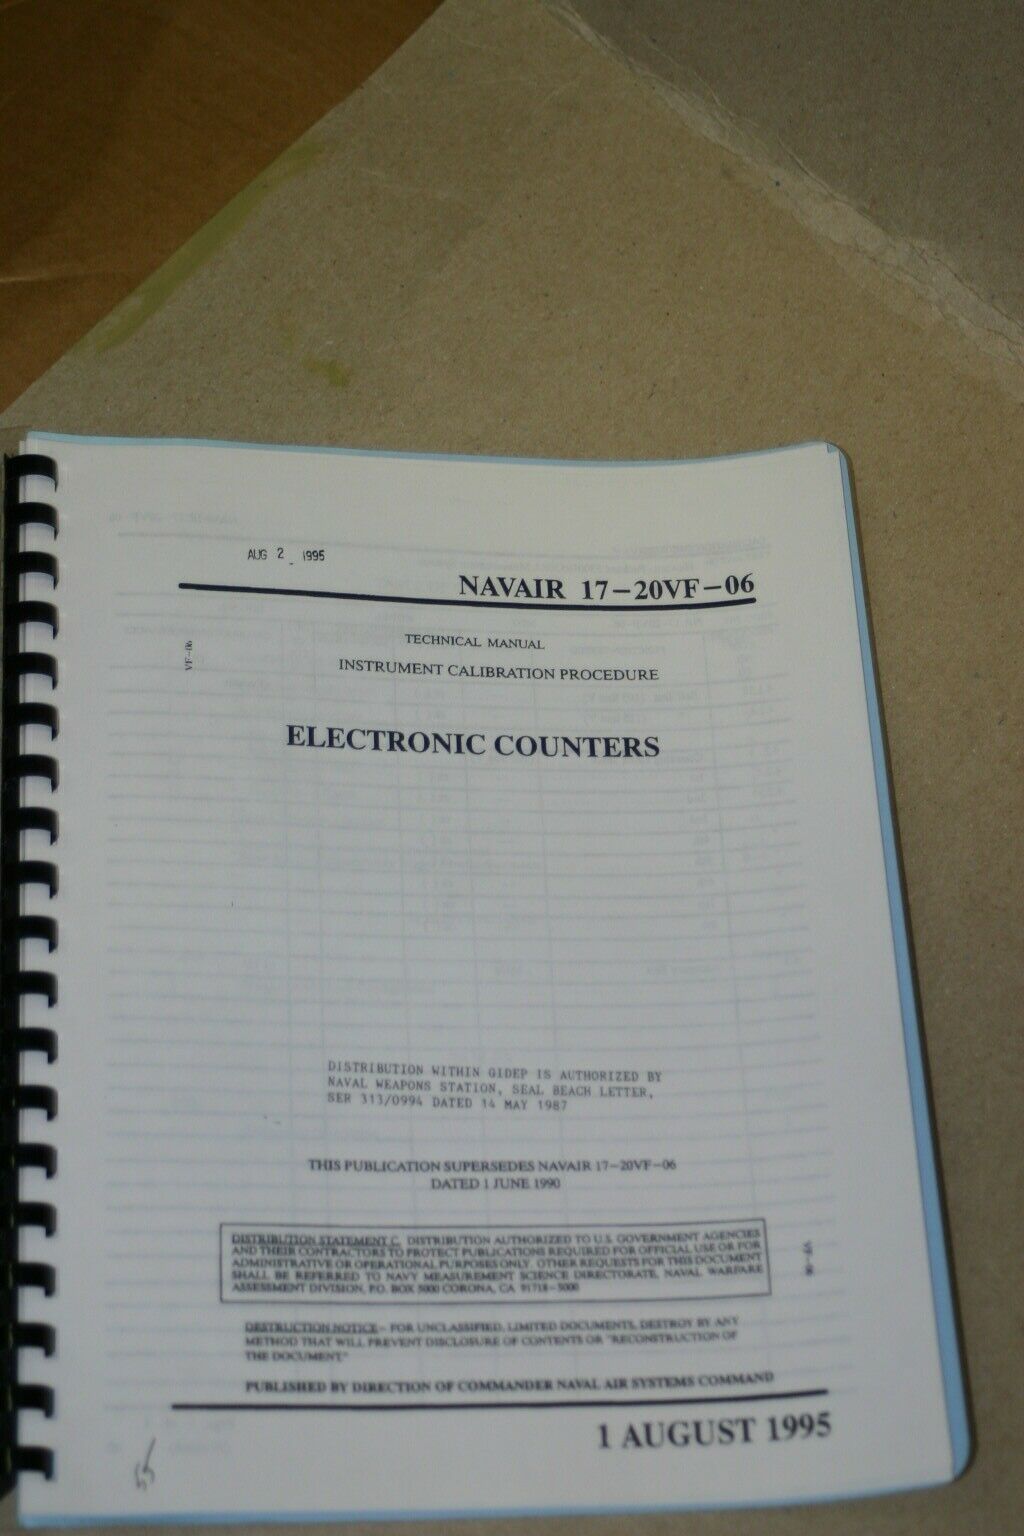 AUG 2 1995
NAVAIR 17-20VF-06
TECHNICAL MANUAL
VF-06
INSTRUMENT CALIBRATION PROCEDURE
ELECTRONIC COUNTERS
DISTRIBUTION WITHIN GIDEP IS AUTHORIZED BY
NAVAL WEAPONS STATION, SEAL BEACH LETTER,
SER 313/0994 DATED 14 MAY 1987
THIS PUBLICATION SUPERSEDES NAVAIR 17-20VF-06
DATED 1 JUNE 1990
DISTRIBUTION STATEMENT C. DISTRIBUTION AUTHORIZED TO U.S. GOVERNMENT AGENCIES
AND THEIR CONTRACTORS TO PROTECT PUBLICATIONS REQUIRED FOR OFFICIAL USE OR FOR
ADMINISTRATIVE OR OPERATIONAL PURPOSES ONLY. OTHER REQUESTS FOR THIS DOCUMENT
SHALL BE REFERRED TO NAVY MEASUREMENT SCIENCE DIRECTORATE, NAVAL WARFARE
ASSESSMENT DIVISION, P.O. BOX 5000 CORONA, CA 91718-5000
VF-06
DESTRUCTION NOTICE - FOR UNCLASSIFIED, LIMITED DOCUMENTS, DESTROY BY ANY
METHOD THAT WILL PREVENT DISCLOSURE OF CONTENTS OR "RECONSTRUCTION OF
THE DOCUMENT."
PUBLISHED BY DIRECTION OF COMMANDER NAVAL AIR SYSTEMS COMMAND
1 AUGUST 1995